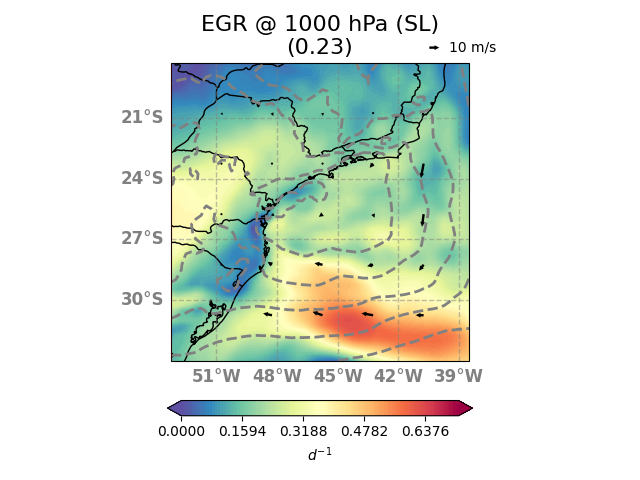 EGR @ 1000 hPa (SL)
(0.23)
10 m/s
21°S
24°S
27°S
30°S
51°W 48°W 45°W 42°W 39°W
0.0000 0.1594 0.3188 0.4782 0.6376
d⁻¹